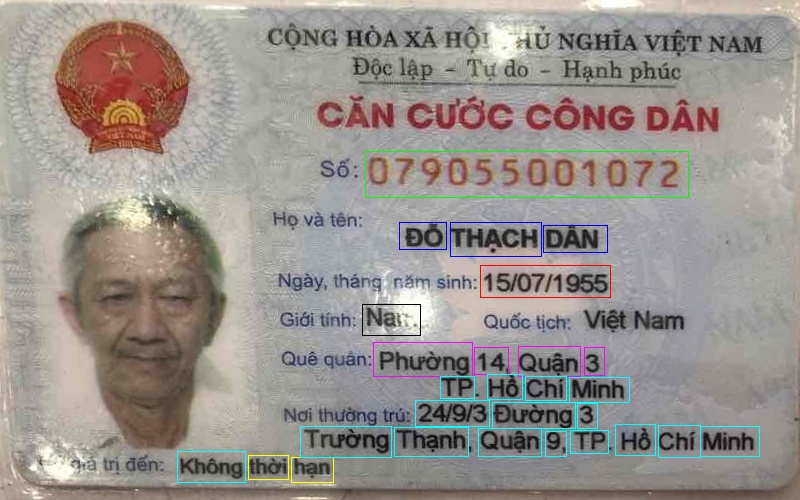 CỘNG HÒA XÃ HỘI CHỦ NGHĨA VIỆT NAM
Độc lập - Tự do - Hạnh phúc
CĂN CƯỚC CÔNG DÂN
Số: 079055001072
Họ và tên:
ĐỖ THẠCH DÂN
Ngày, tháng, năm sinh: 15/07/1955
Giới tính: Nam Quốc tịch: Việt Nam
Quê quán: Phường 14, Quận 3
TP. Hồ Chí Minh
Nơi thường trú: 24/9/3 Đường 3
Trường Thạnh, Quận 9, TP. Hồ Chí Minh
giá trị đến: Không thời hạn